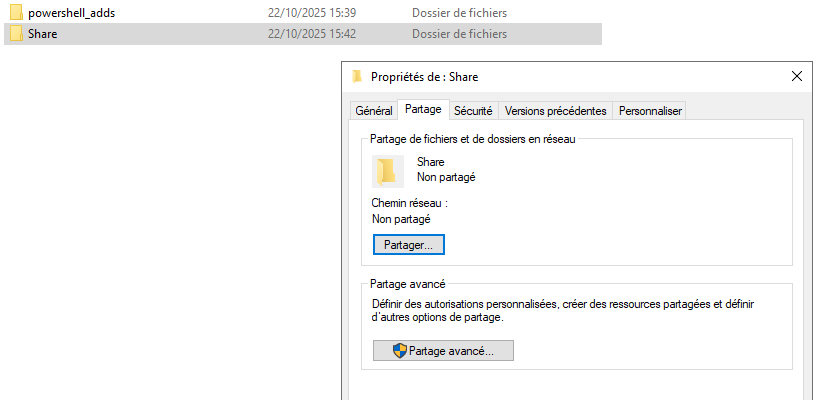 powershell_adds 22/10/2025 15:39 Dossier de fichiers
Share 22/10/2025 15:42 Dossier de fichiers
Propriétés de : Share
Général Partage Sécurité Versions précédentes Personnaliser
Partage de fichiers et de dossiers en réseau
Share
Non partagé
Chemin réseau :
Non partagé
Partager...
Partage avancé
Définir des autorisations personnalisées, créer des ressources partagées et définir
d'autres options de partage.
Partage avancé...